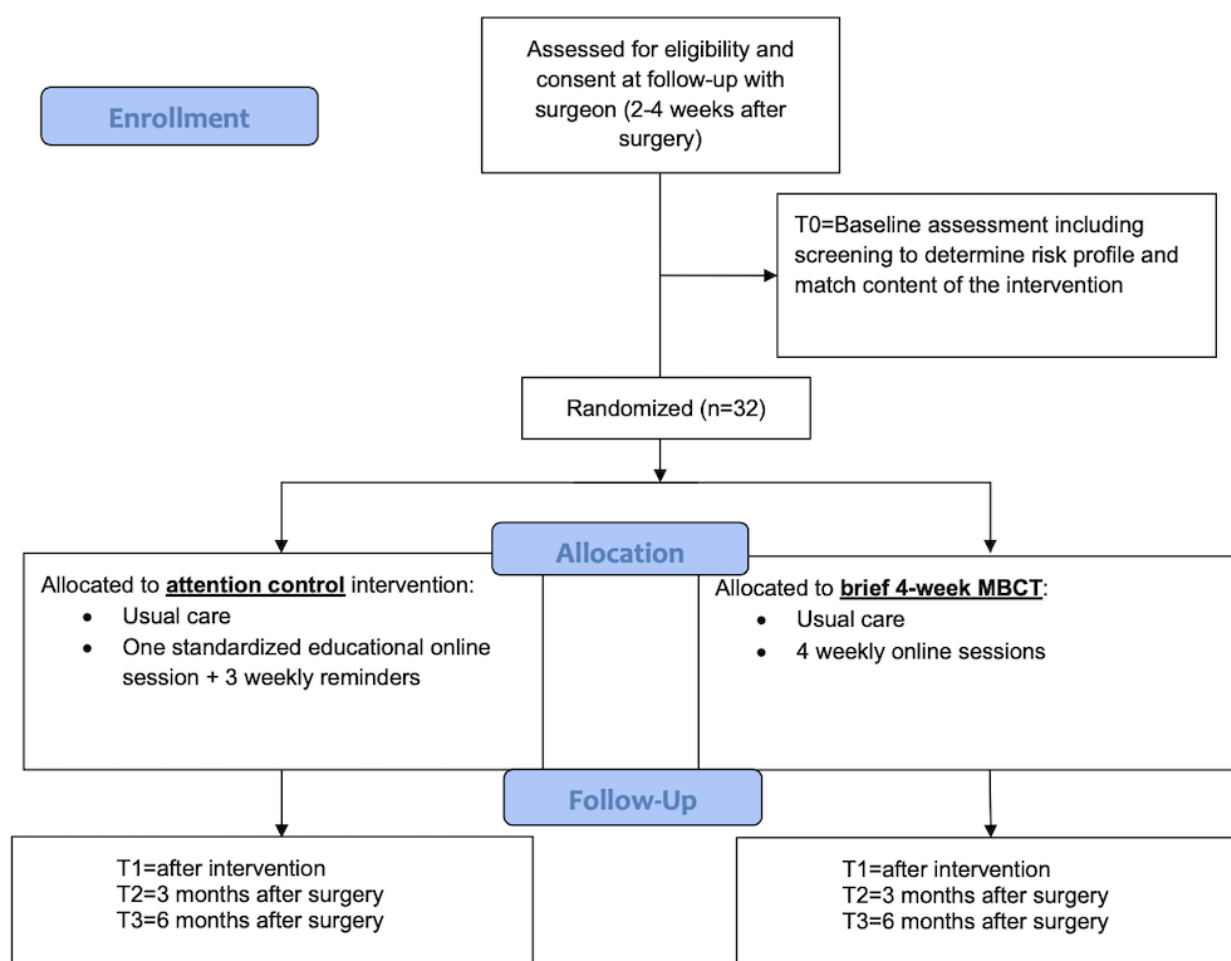 Assessed for eligibility and
consent at follow-up with
surgeon (2-4 weeks after
surgery)
Enrollment
T0=Baseline assessment including
screening to determine risk profile and
match content of the intervention
Randomized (n=32)
Allocation
Allocated to attention control intervention:
• Usual care
• One standardized educational online
session + 3 weekly reminders
Allocated to brief 4-week MBCT:
• Usual care
• 4 weekly online sessions
Follow-Up
T1=after intervention
T2=3 months after surgery
T3=6 months after surgery
T1=after intervention
T2=3 months after surgery
T3=6 months after surgery